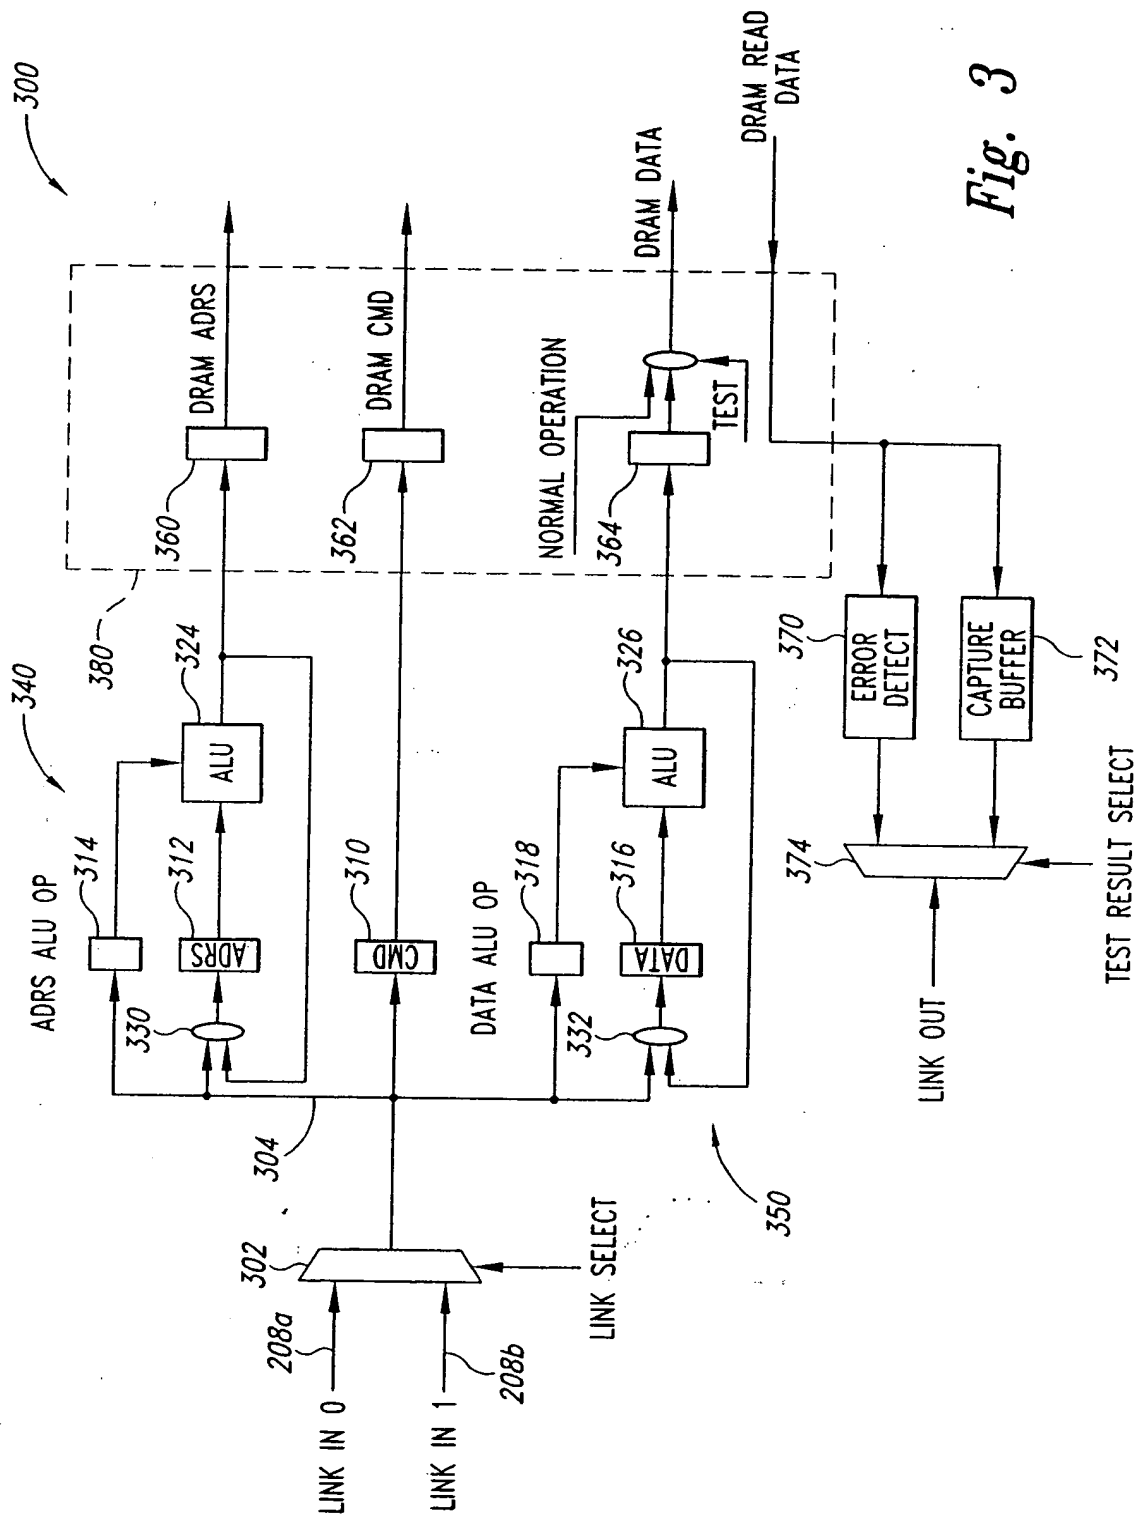 300
340
380
ADRS ALU OP
314
324
360
DRAM ADRS
312
ADRS
ALU
330
304
310
CMD
362
DRAM CMD
302
208a
LINK IN 0
208b
LINK IN 1
LINK SELECT
DATA ALU OP
318
326
316
DATA
ALU
332
350
NORMAL OPERATION
364
TEST
DRAM DATA
DRAM READ
DATA
370
ERROR
DETECT
CAPTURE
BUFFER
372
374
LINK OUT
TEST RESULT SELECT
Fig. 3